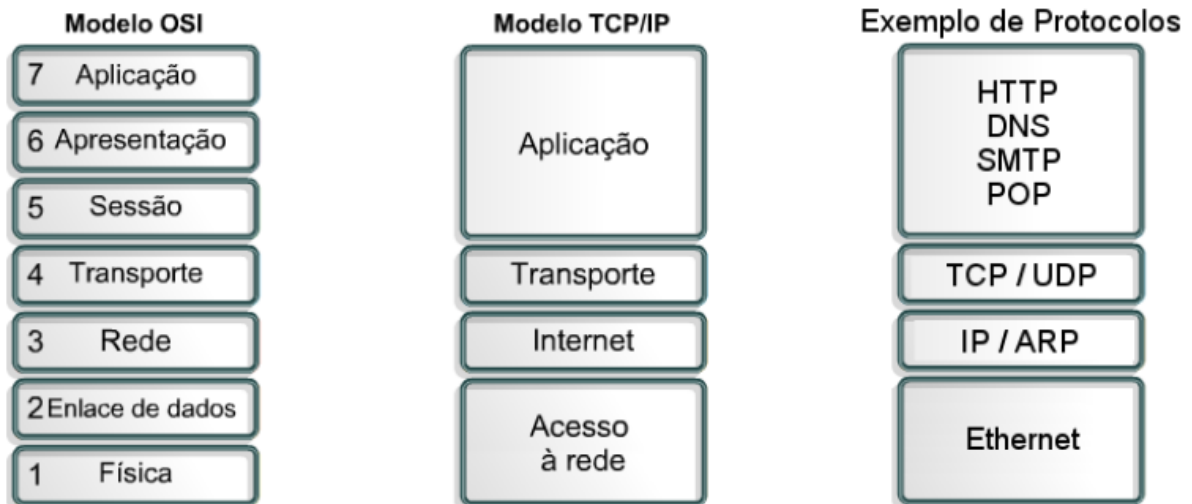 Modelo OSI
7 Aplicação
6 Apresentação
5 Sessão
4 Transporte
3 Rede
2 Enlace de dados
1 Física
Modelo TCP/IP
Aplicação
Transporte
Internet
Acesso
à rede
Exemplo de Protocolos
HTTP
DNS
SMTP
POP
TCP / UDP
IP / ARP
Ethernet